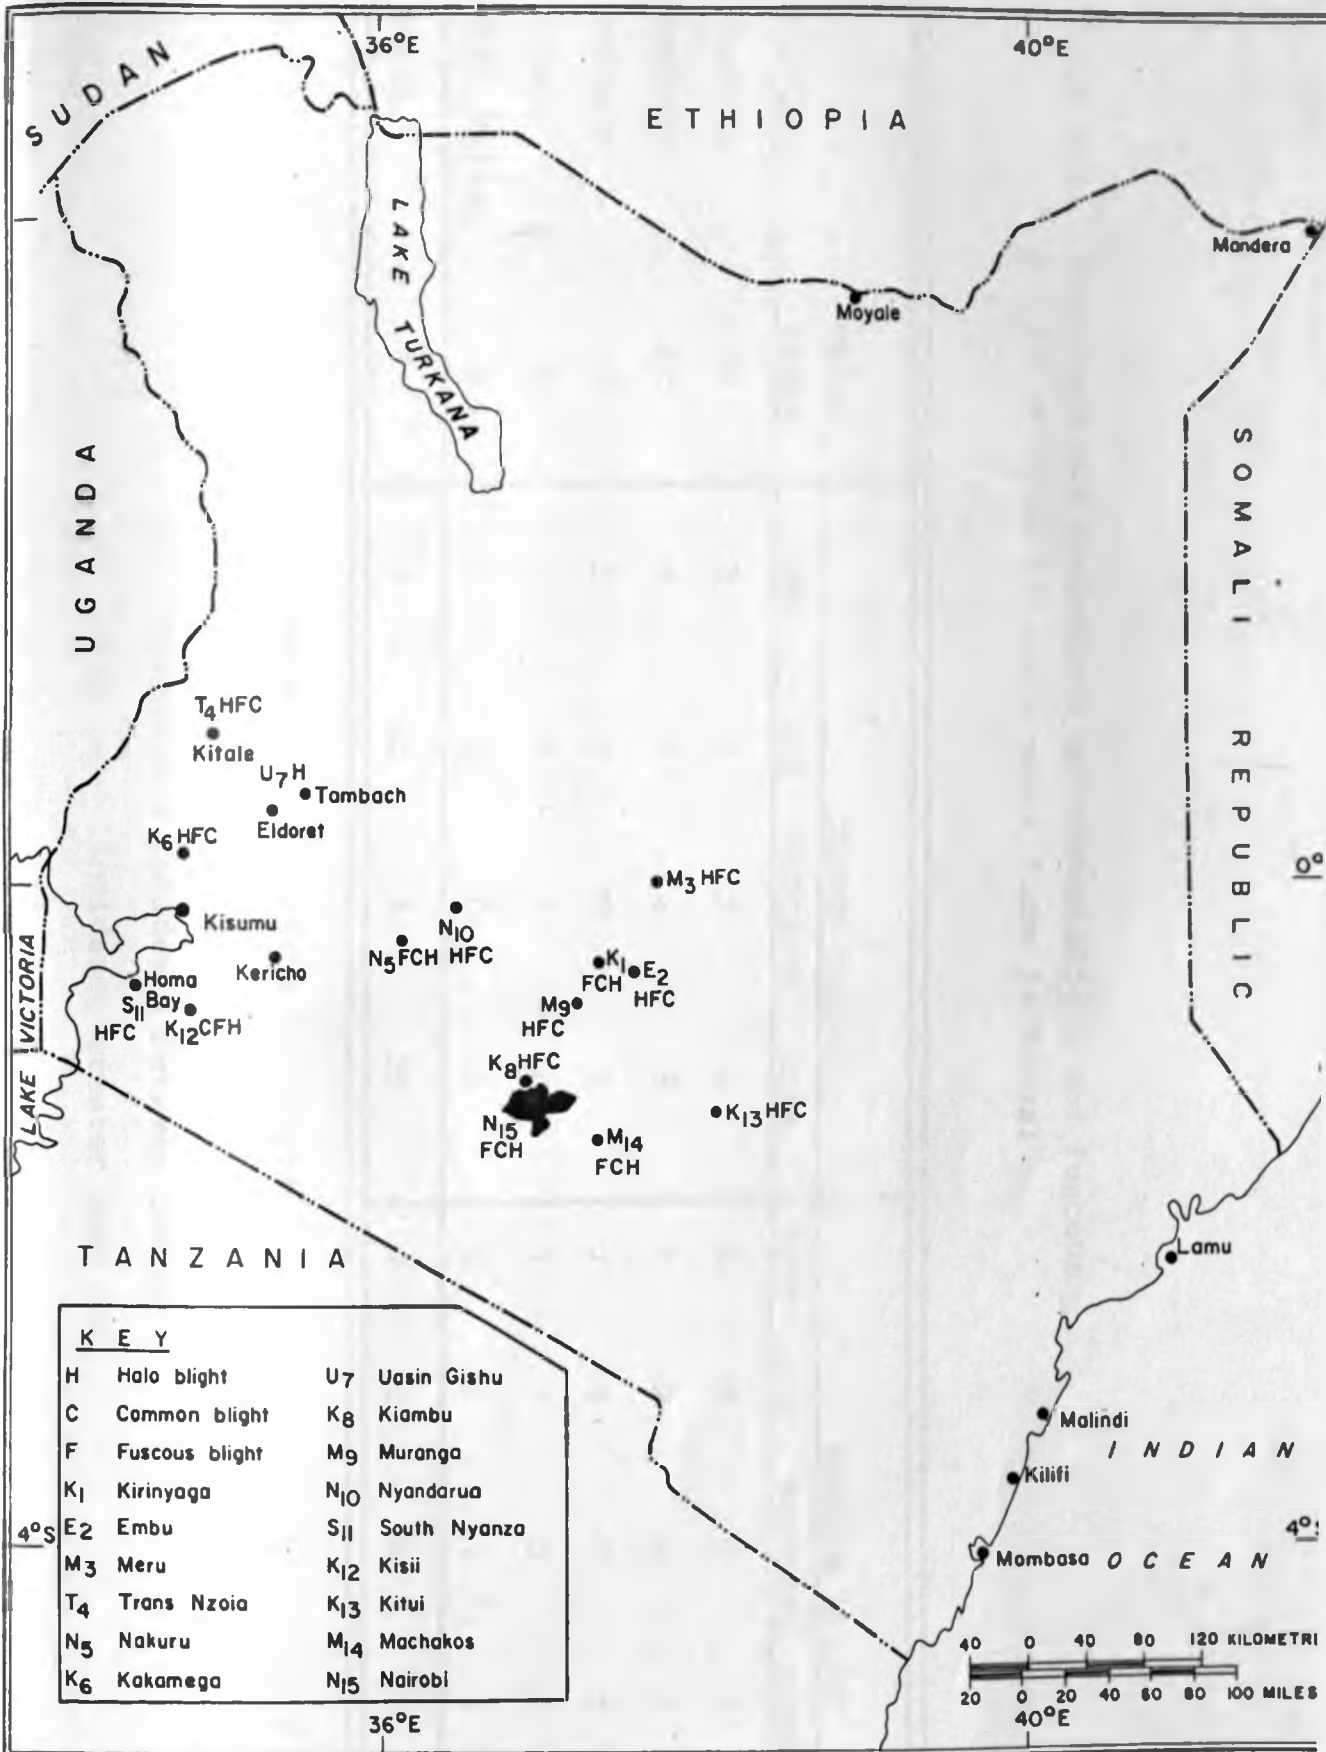 36°E
40°E
SUDAN
ETHIOPIA
LAKE TURKANA
Mandera
Moyale
UGANDA
SOMALI REPUBLIC
T4 HFC
Kitale
U7 H
Tambach
Eldoret
K6 HFC
0°
M3 HFC
Kisumu
N10
HFC
N5 FCH
Kericho
K1
FCH
E2
HFC
Homa
Bay
S11
HFC
K12 CFH
M9
HFC
LAKE VICTORIA
K8 HFC
N15
FCH
K13 HFC
M14
FCH
TANZANIA
Lamu
Malindi
INDIAN
Kilifi
4°S
4°S
Mombasa
OCEAN
KEY
H Halo blight
C Common blight
F Fuscous blight
K1 Kirinyaga
E2 Embu
M3 Meru
T4 Trans Nzoia
N5 Nakuru
K6 Kakamega
U7 Uasin Gishu
K8 Kiambu
M9 Muranga
N10 Nyandarua
S11 South Nyanza
K12 Kisii
K13 Kitui
M14 Machakos
N15 Nairobi
40 0 40 80 120 KILOMETR
20 0 20 40 60 80 100 MILES
36°E
40°E